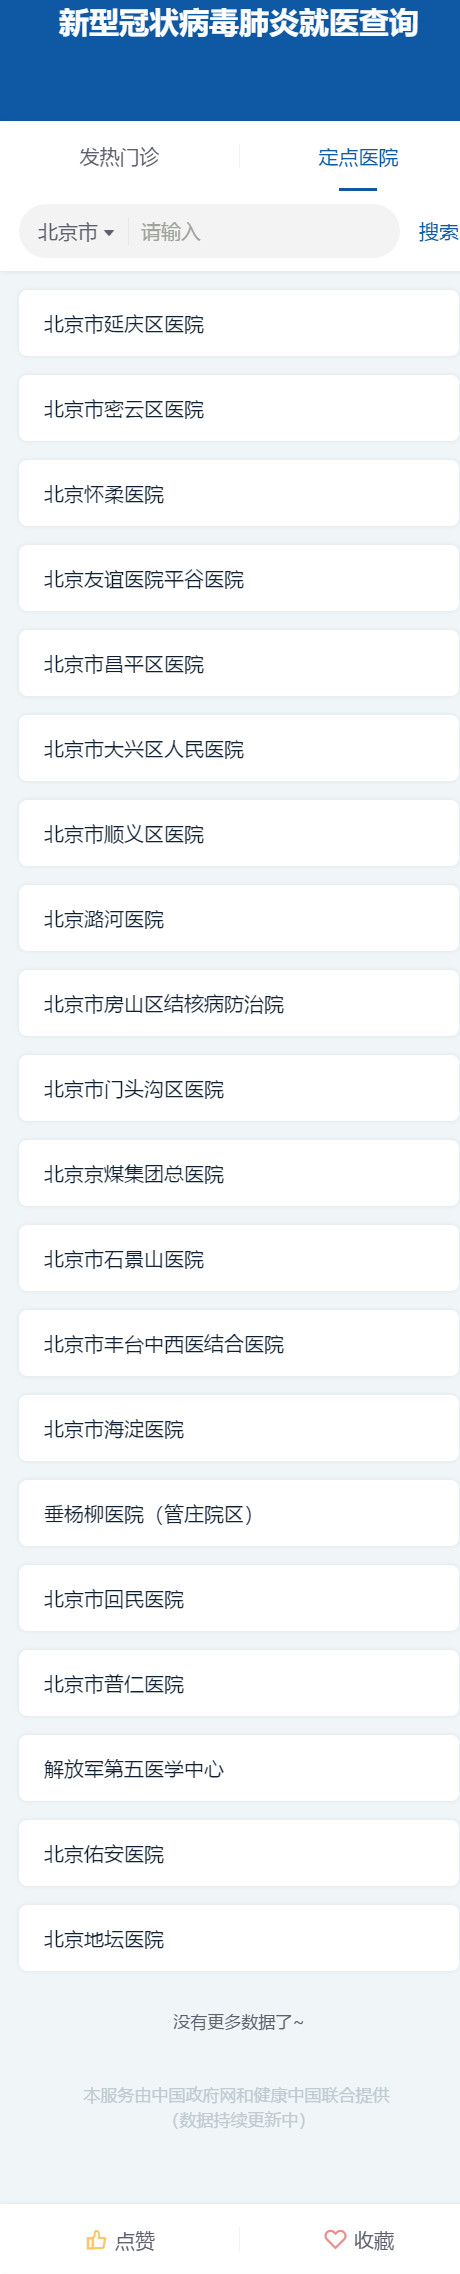 新型冠状病毒肺炎就医查询
发热门诊 定点医院
北京市 请输入 搜索
北京市延庆区医院
北京市密云区医院
北京怀柔医院
北京友谊医院平谷医院
北京市昌平区医院
北京市大兴区人民医院
北京市顺义区医院
北京潞河医院
北京市房山区结核病防治院
北京市门头沟区医院
北京京煤集团总医院
北京市石景山医院
北京市丰台中西医结合医院
北京市海淀医院
垂杨柳医院（管庄院区）
北京市回民医院
北京市普仁医院
解放军第五医学中心
北京佑安医院
北京地坛医院
没有更多数据了~
本服务由中国政府网和健康中国联合提供
（数据持续更新中）
点赞 收藏